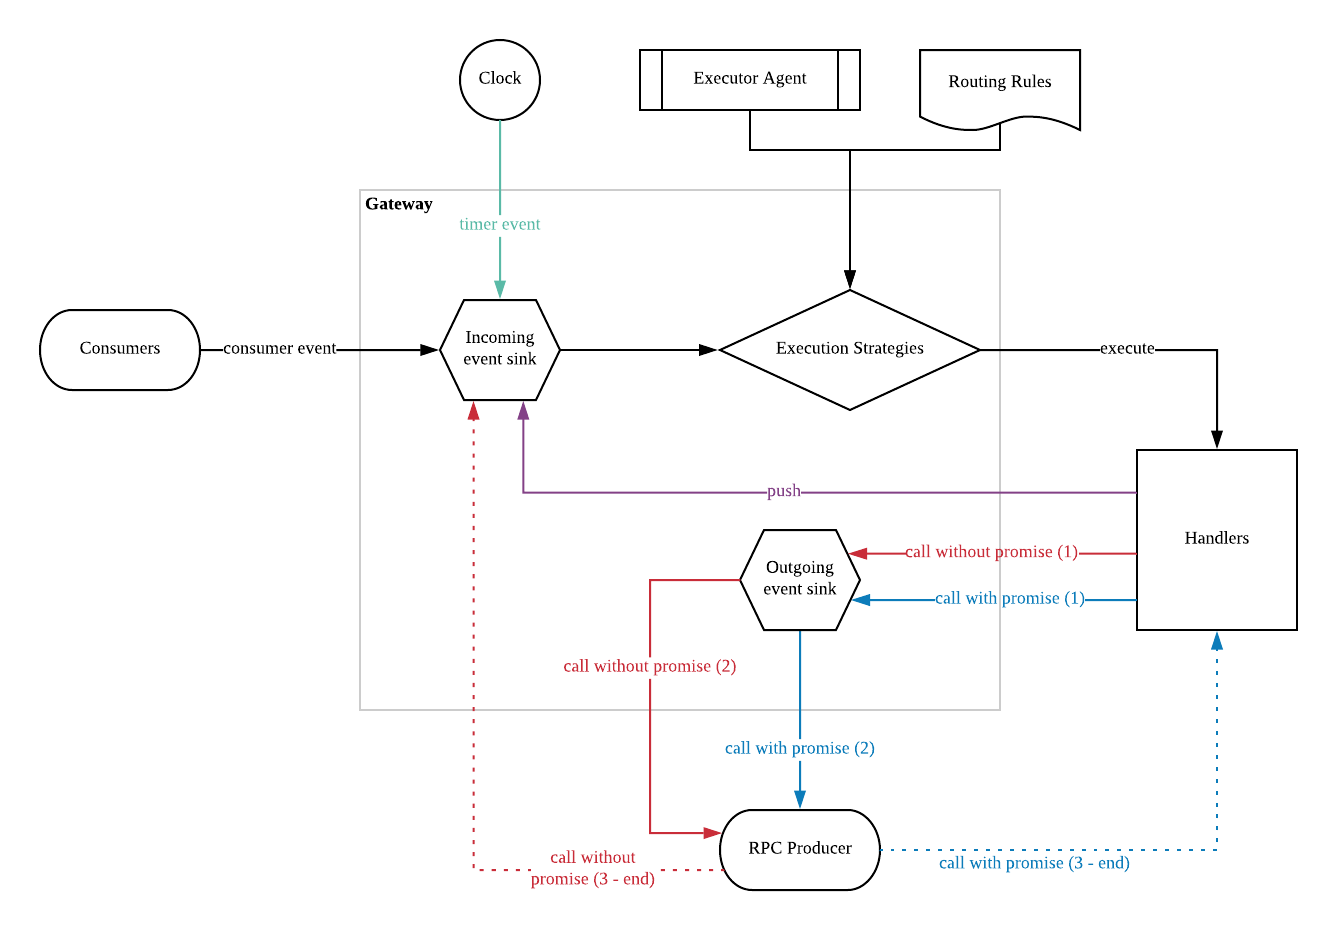 Clock
Executor Agent
Routing Rules
Gateway
timer event
Consumers
consumer event
Incoming
event sink
Execution Strategies
execute
push
Handlers
call without promise (1)
Outgoing
event sink
call with promise (1)
call without promise (2)
call with promise (2)
RPC Producer
call without
promise (3 - end)
call with promise (3 - end)